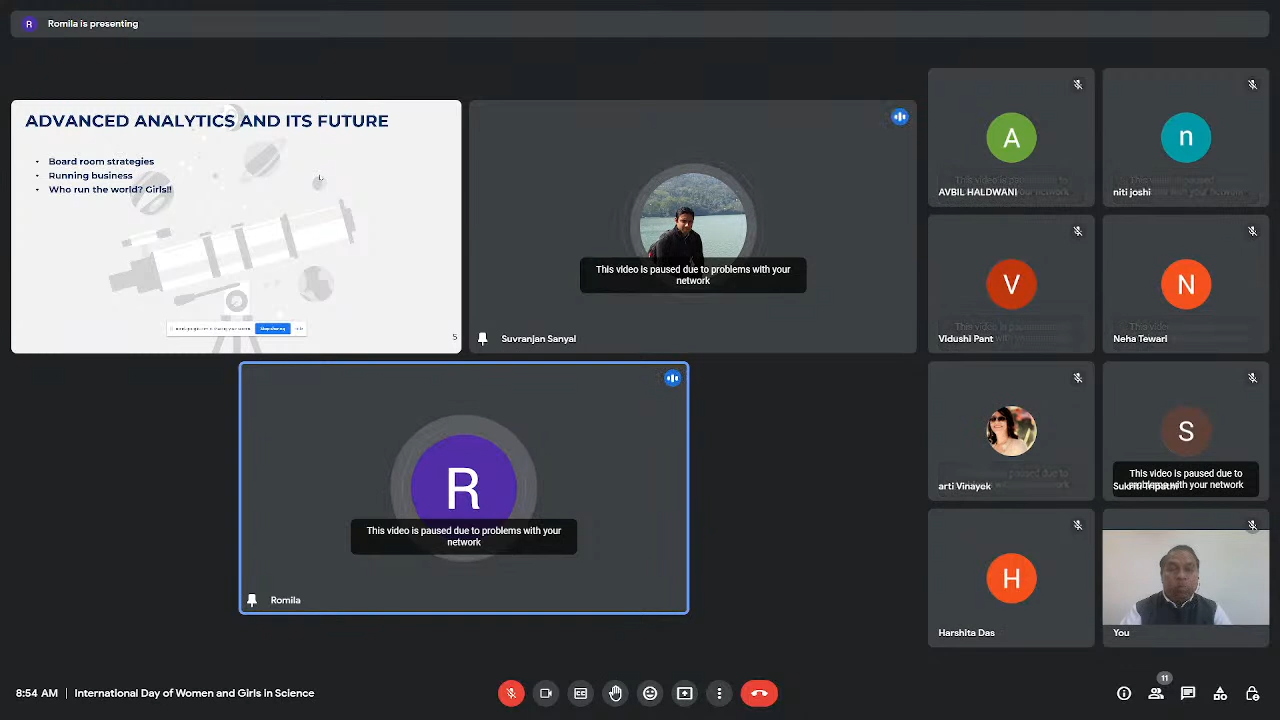 R Romila is presenting
ADVANCED ANALYTICS AND ITS FUTURE
• Board room strategies
• Running business
• Who run the world? Girls!!
Stop sharing
5
This video is paused due to problems with your
network
Suvranjan Sanyal
R
This video is paused due to problems with your
network
Romila
A
AVBIL HALDWANI
n
niti joshi
V
Vidushi Pant
N
Neha Tewari
arti Vinayek
S
This video is paused due to
problems with your network
H
Harshita Das
You
8:54 AM | International Day of Women and Girls in Science
11